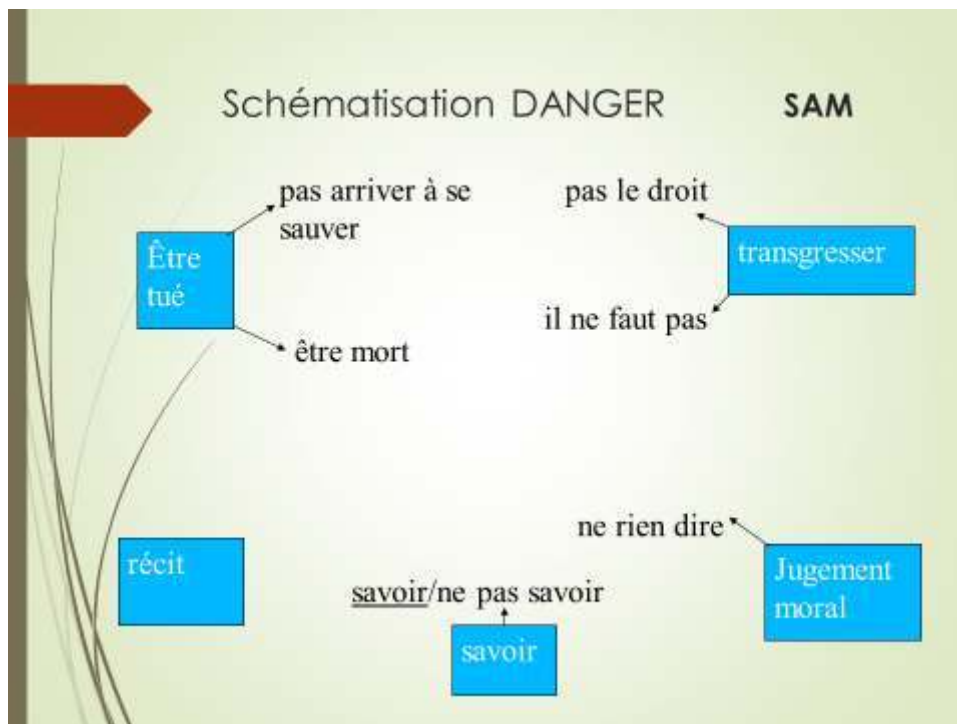 Schématisation DANGER SAM
pas arriver à se
sauver
pas le droit
Être
tué
transgresser
il ne faut pas
être mort
ne rien dire
récit
Jugement
moral
savoir/ne pas savoir
savoir